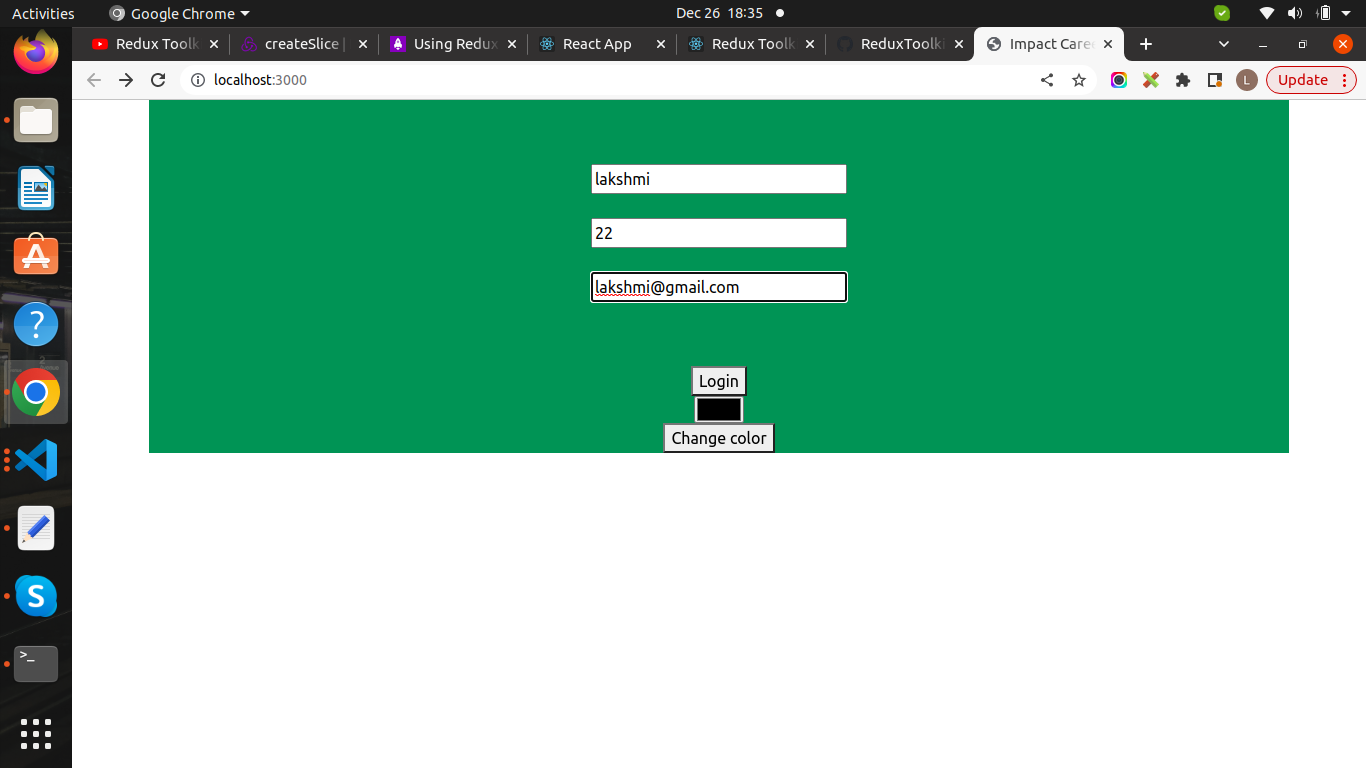 Activities Google Chrome Dec 26 18:35
Redux Toolk createSlice | Using Redux React App Redux Toolk ReduxToolki Impact Care
localhost:3000 L Update
lakshmi
22
lakshmi@gmail.com
Login
Change color